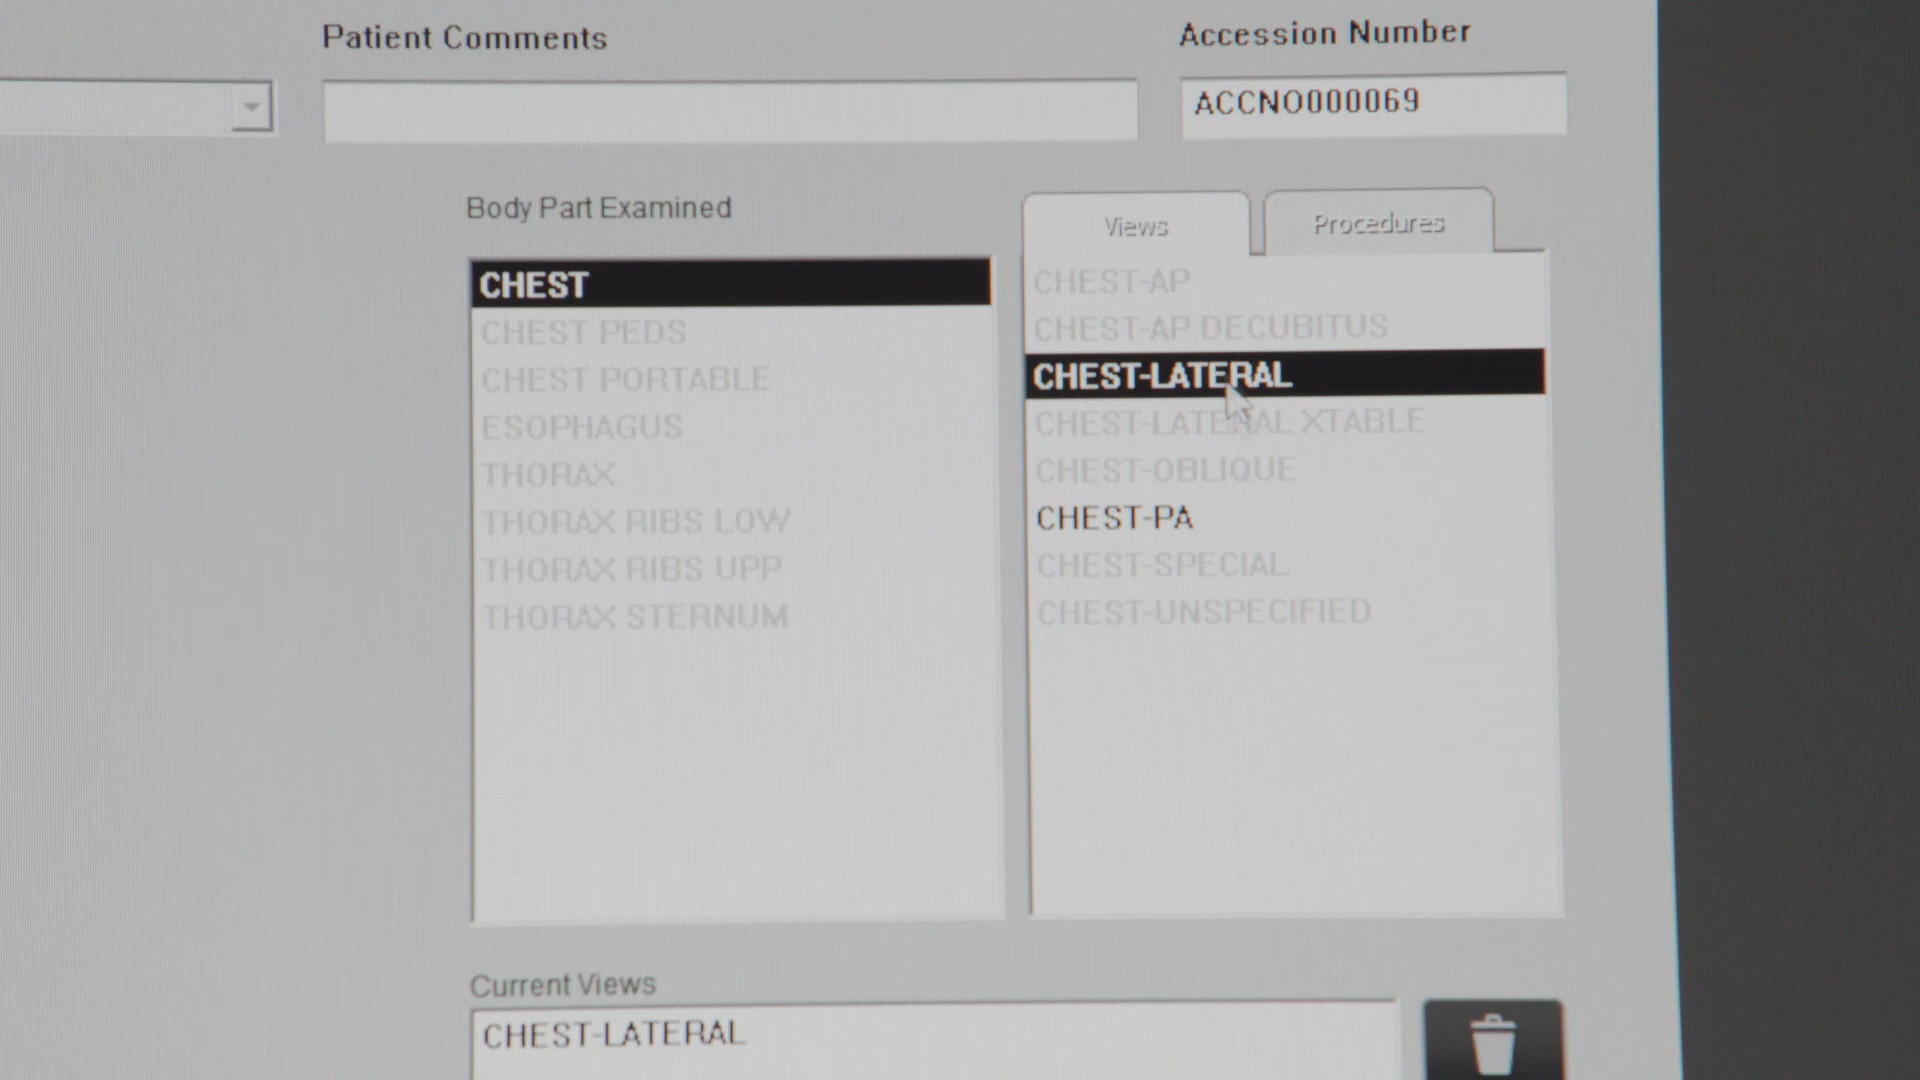 Patient Comments
Accession Number
ACCNO000069
Body Part Examined
Views
Procedures
CHEST
CHEST PEDS
CHEST PORTABLE
ESOPHAGUS
THORAX
THORAX RIBS LOW
THORAX RIBS UPP
THORAX STERNUM
CHEST-AP
CHEST-AP DECUBITUS
CHEST-LATERAL
CHEST-LATERAL XTABLE
CHEST-OBLIQUE
CHEST-PA
CHEST-SPECIAL
CHEST-UNSPECIFIED
Current Views
CHEST-LATERAL